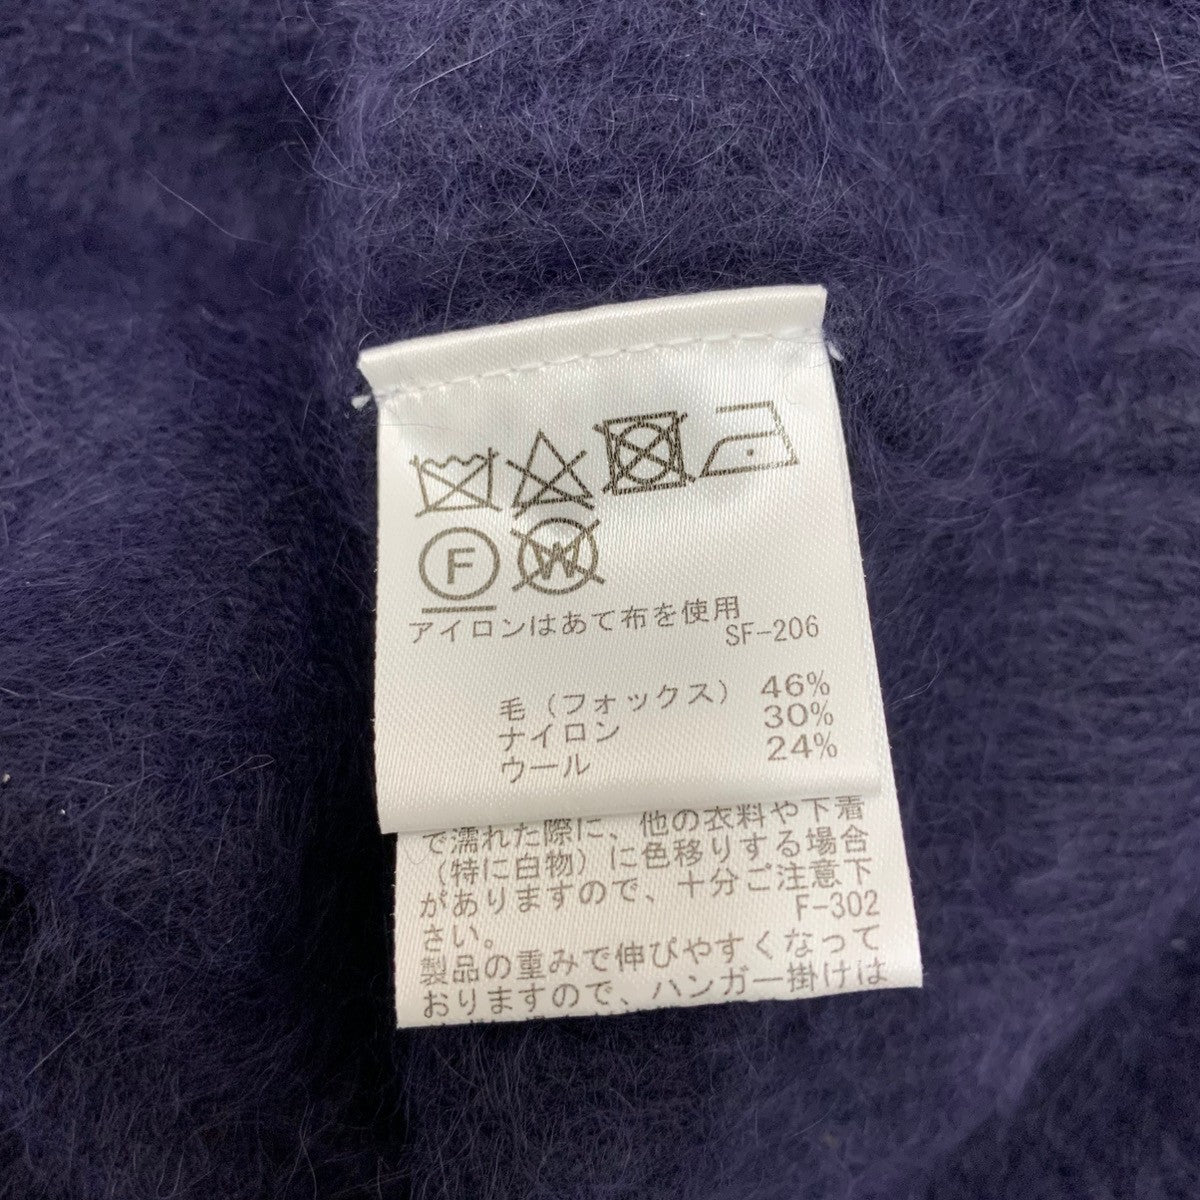 F W
アイロンはあて布を使用
SF-206
毛(フォックス) 46%
ナイロン 30%
ウール 24%
で濡れた際に、他の衣料や下着
(特に白物)に色移りする場合
がありますので、十分ご注意下
さい。 F-302
製品の重みで伸びやすくなって
おりますので、ハンガー掛けは